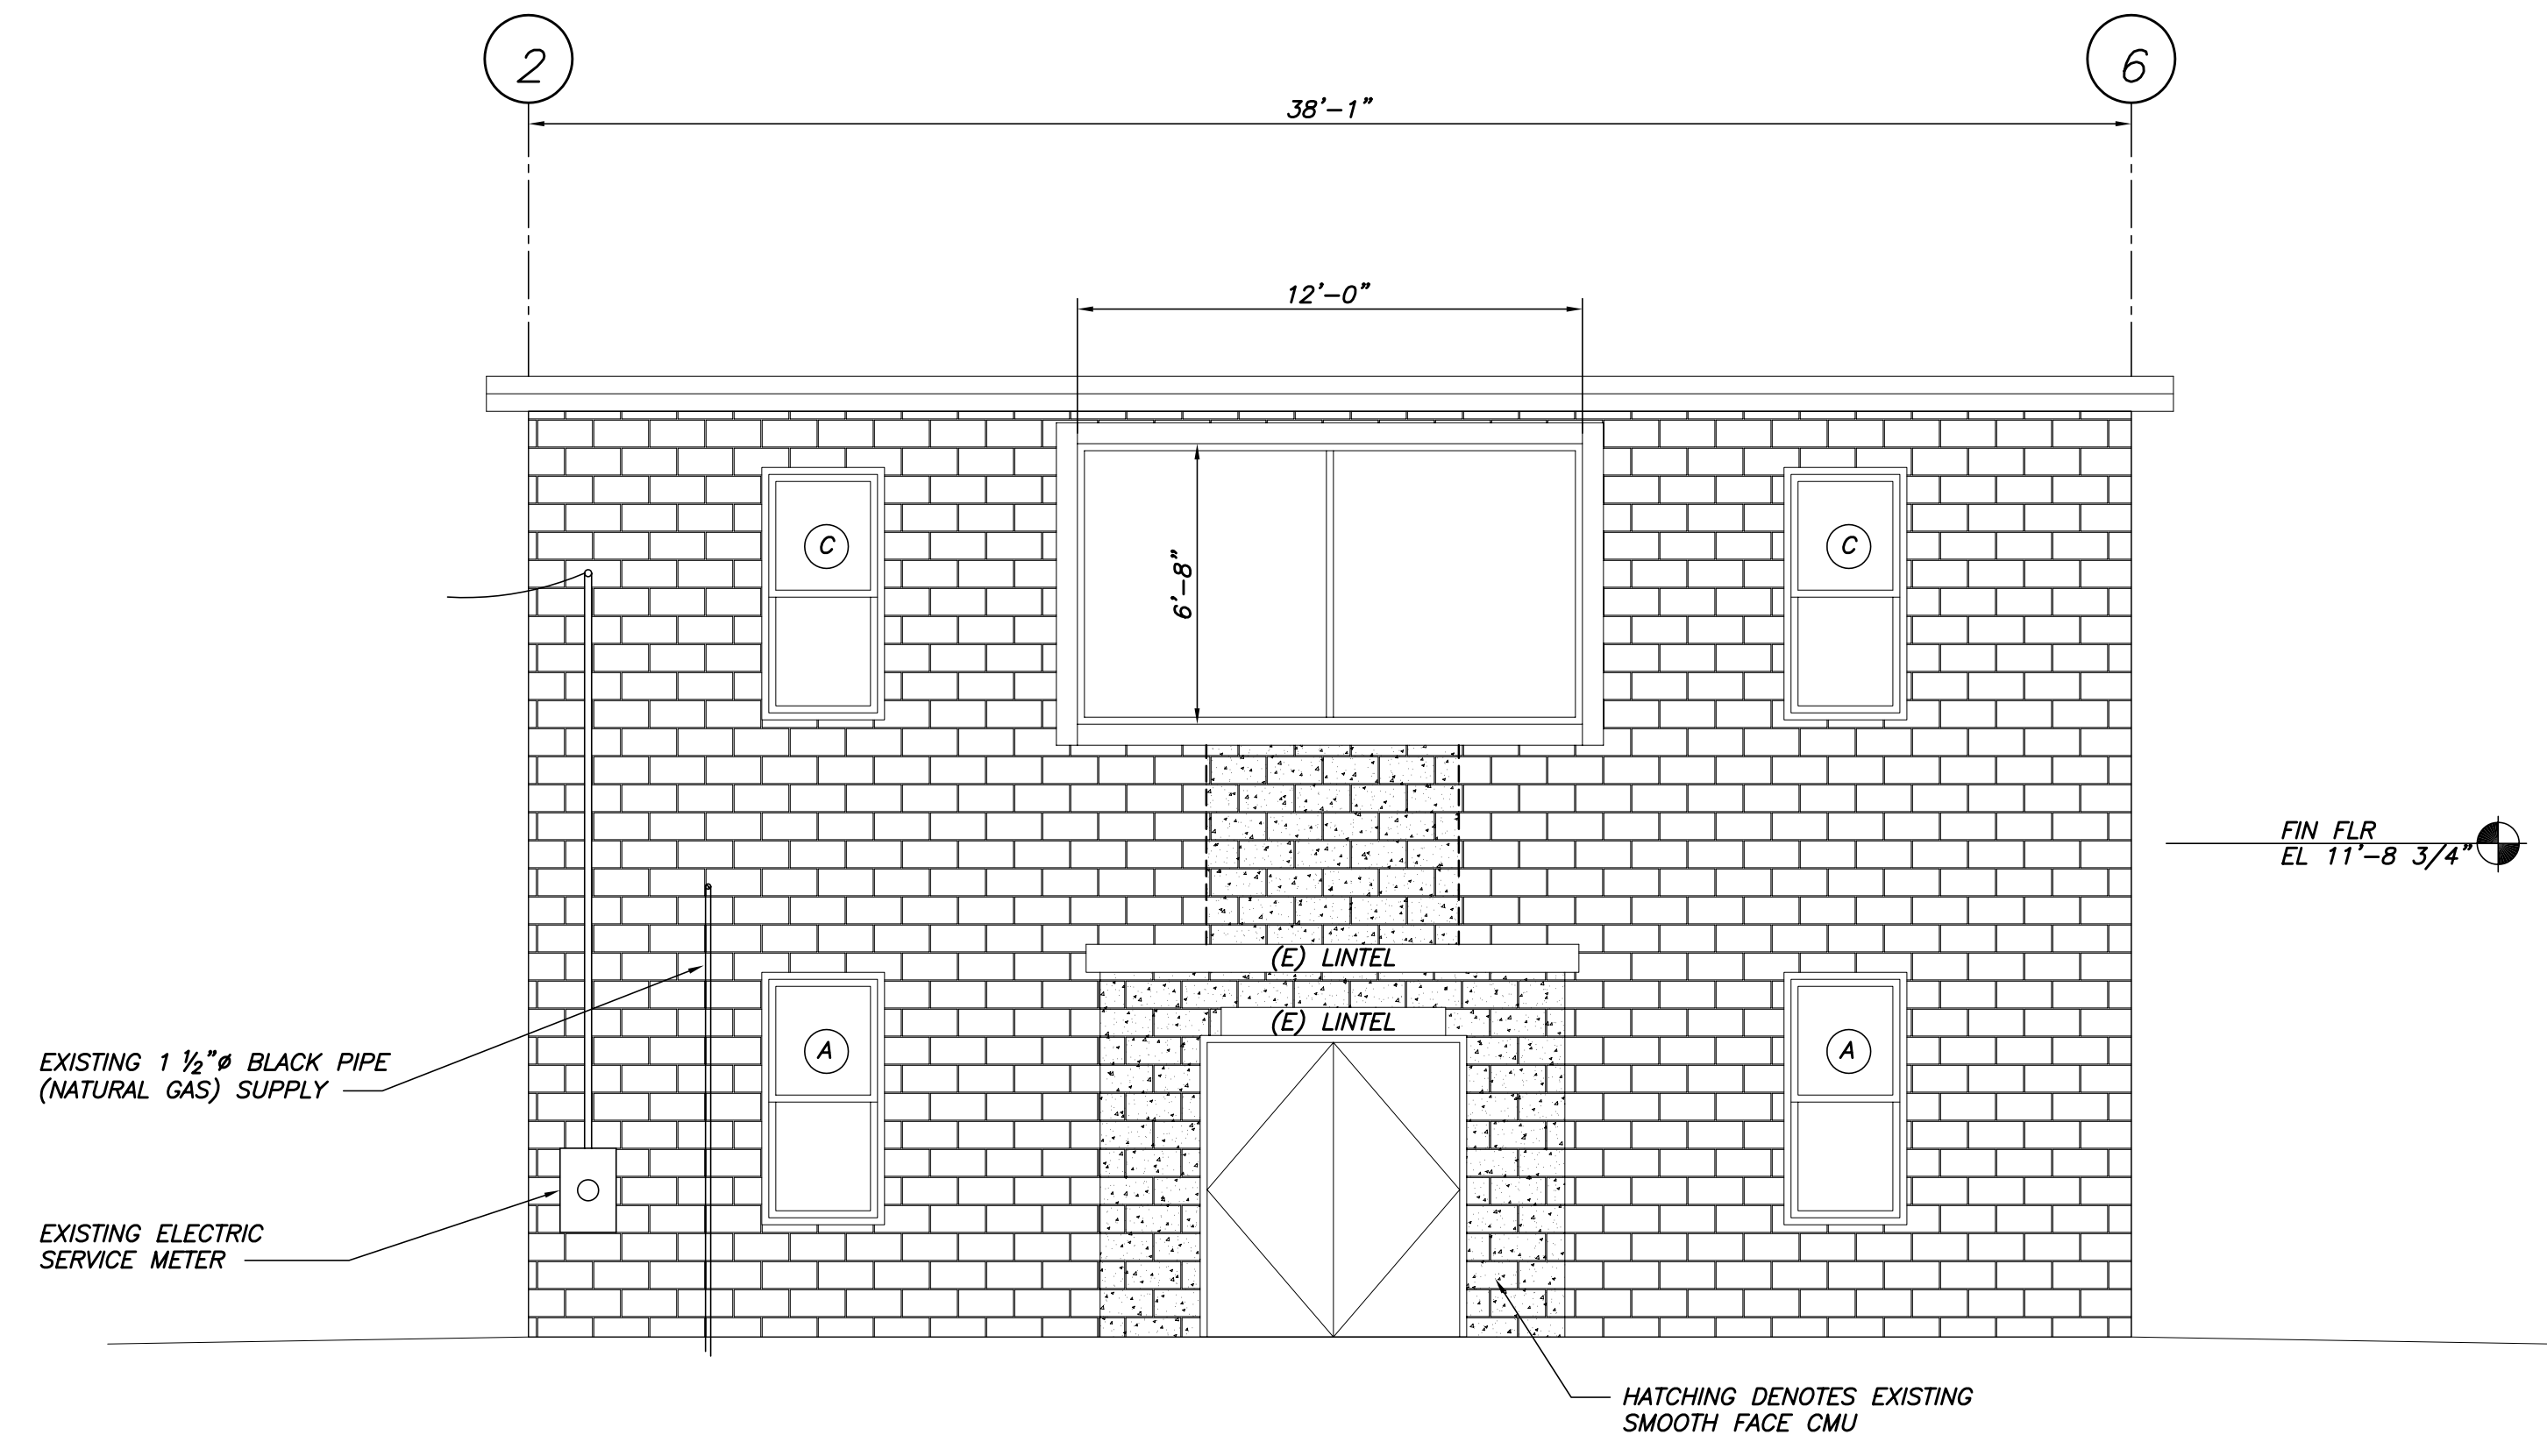 2
6
38'-1"
12'-0"
C
C
6'-8"
FIN FLR
EL 11'-8 3/4"
(E) LINTEL
(E) LINTEL
A
A
EXISTING 1 ½"ø BLACK PIPE
(NATURAL GAS) SUPPLY
EXISTING ELECTRIC
SERVICE METER
HATCHING DENOTES EXISTING
SMOOTH FACE CMU